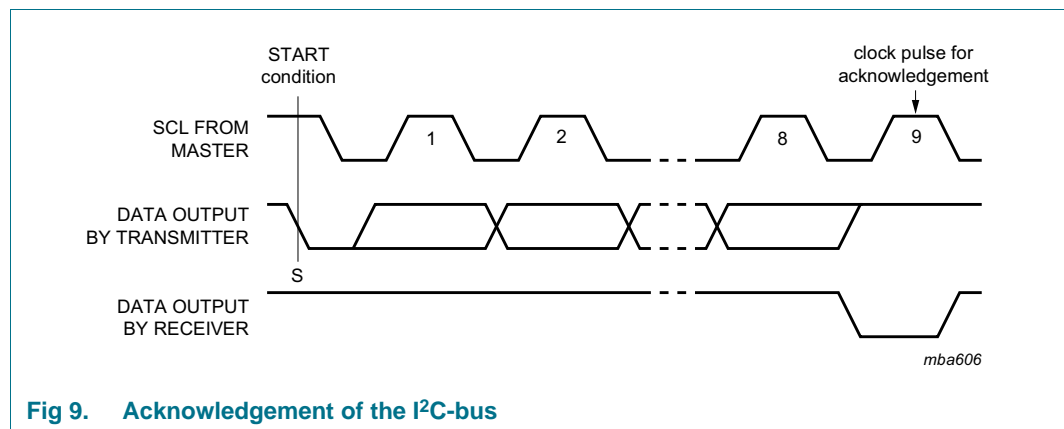 START
condition
clock pulse for
acknowledgement
SCL FROM
MASTER
1
2
8
9
DATA OUTPUT
BY TRANSMITTER
S
DATA OUTPUT
BY RECEIVER
mba606
Fig 9. Acknowledgement of the I²C-bus